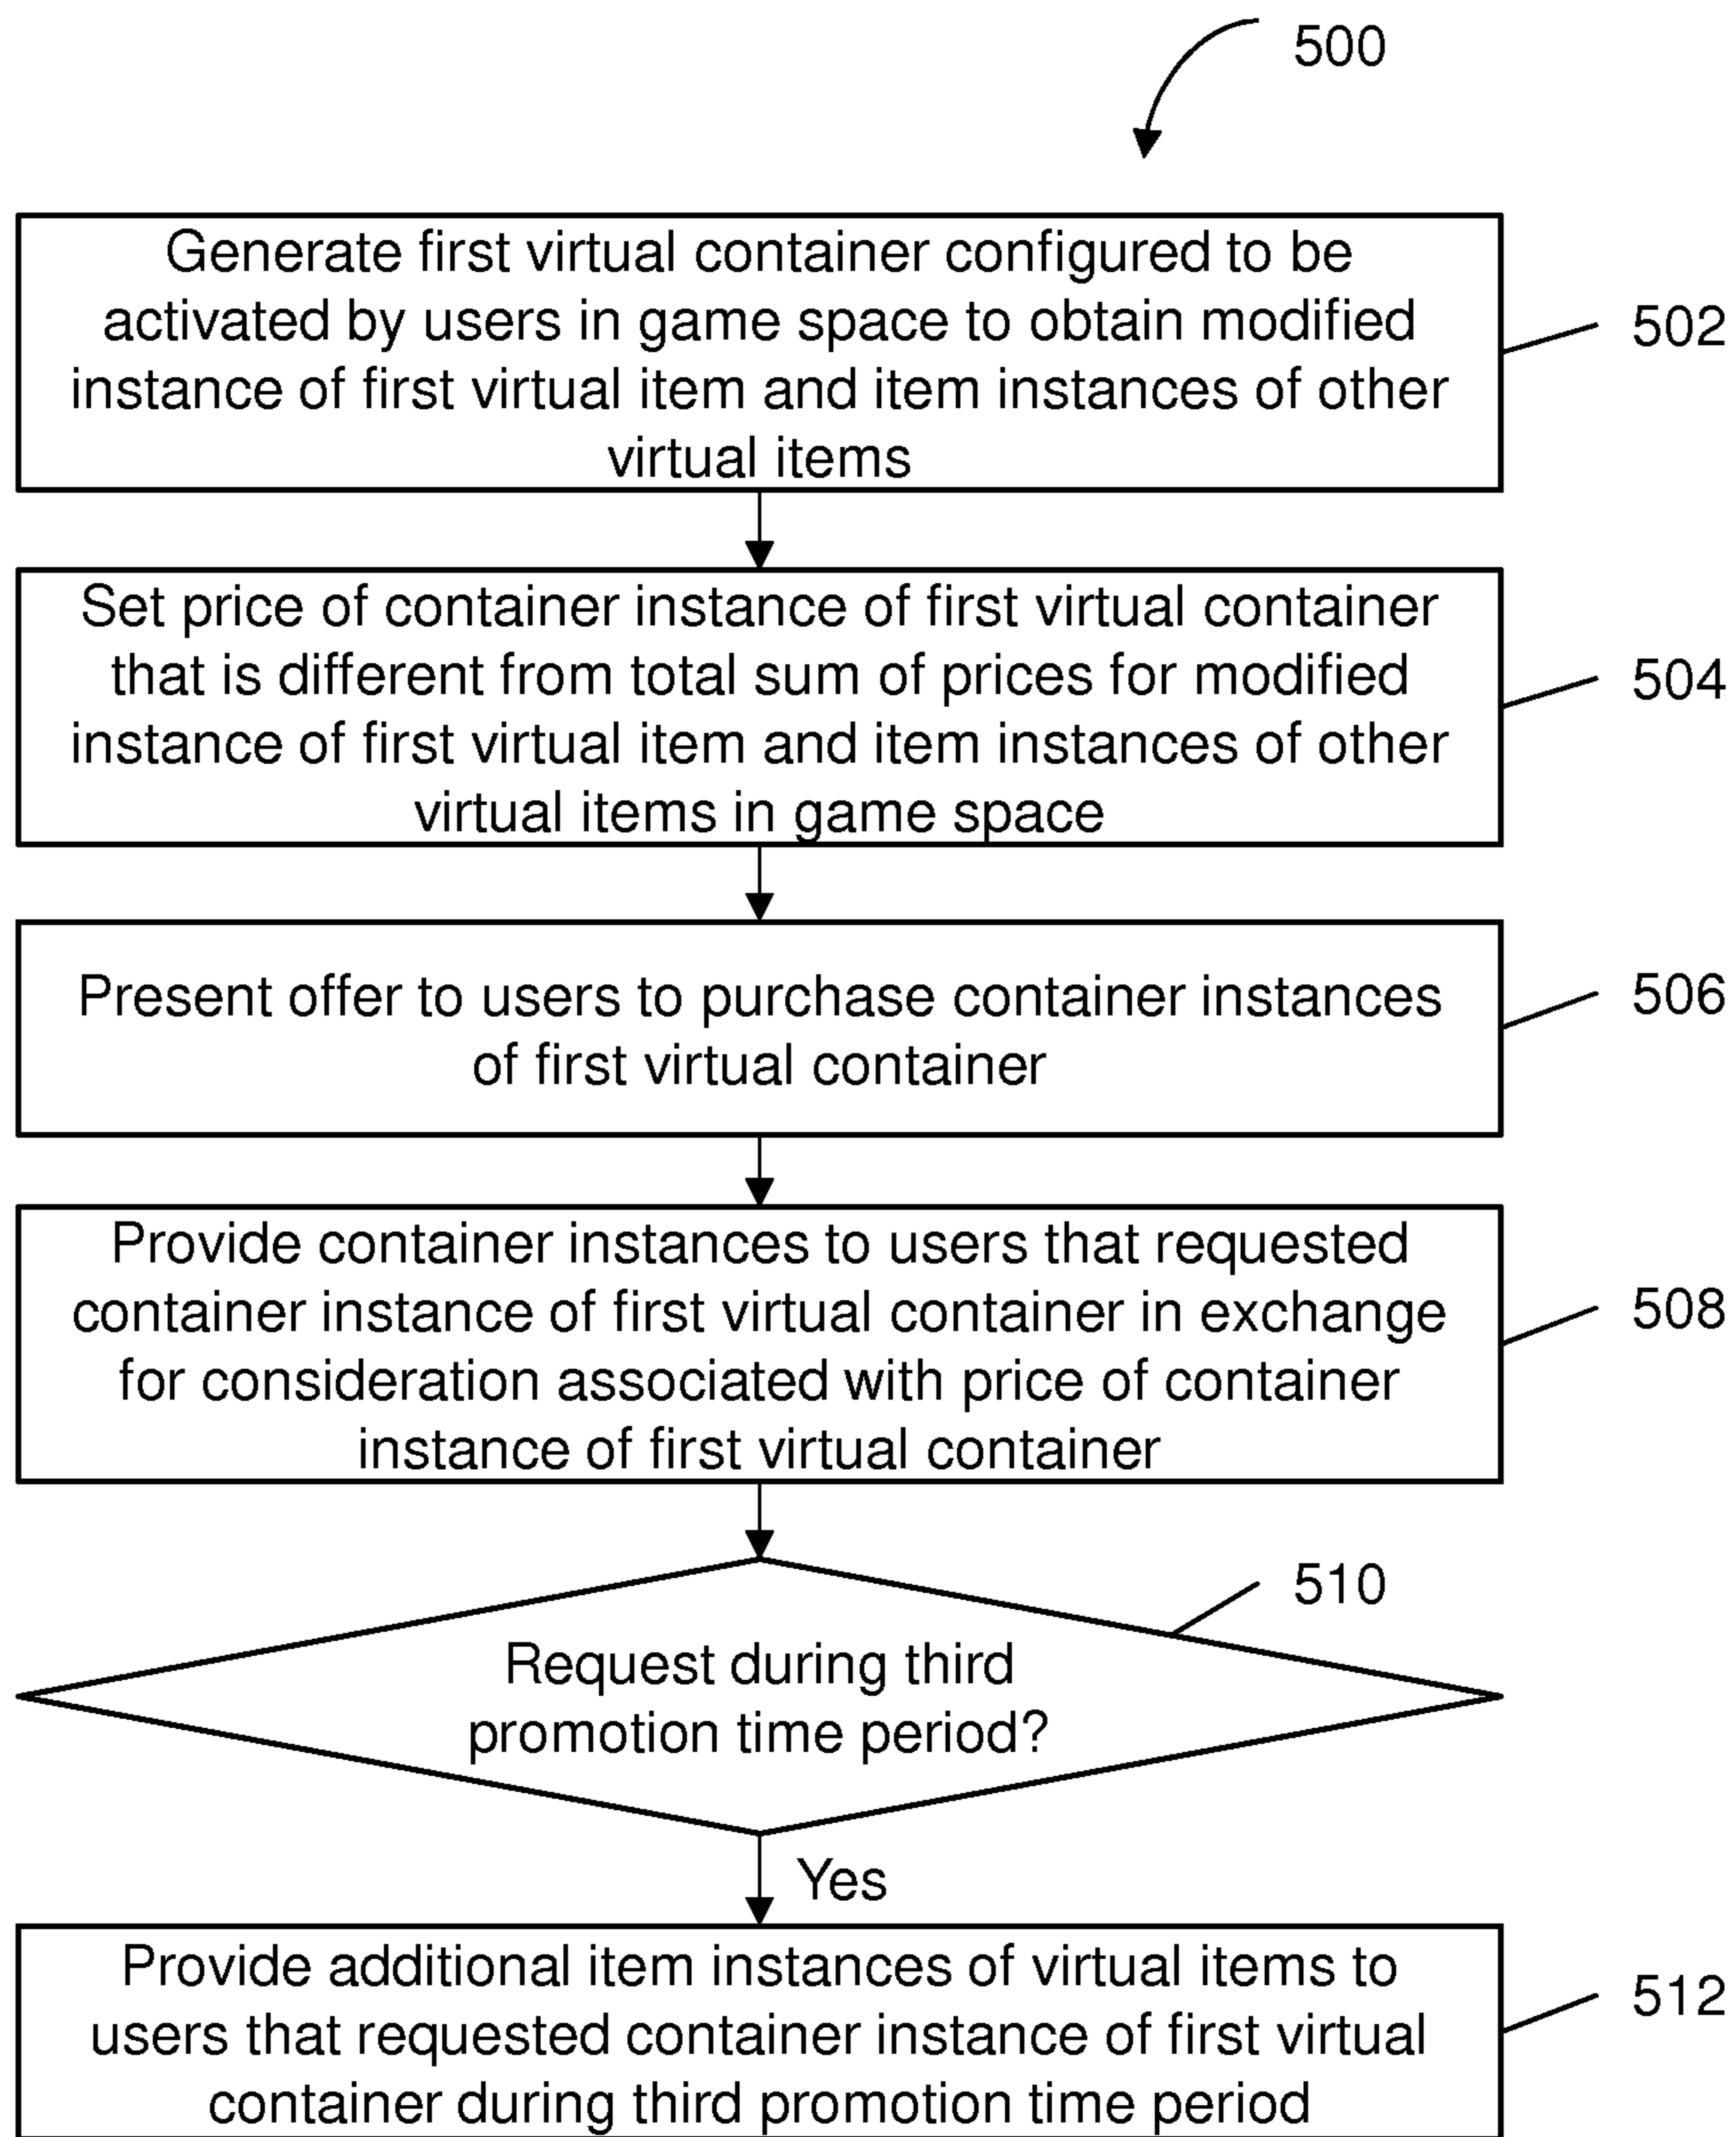 500
Generate first virtual container configured to be
activated by users in game space to obtain modified
instance of first virtual item and item instances of other
virtual items
502
Set price of container instance of first virtual container
that is different from total sum of prices for modified
instance of first virtual item and item instances of other
virtual items in game space
504
Present offer to users to purchase container instances
of first virtual container
506
Provide container instances to users that requested
container instance of first virtual container in exchange
for consideration associated with price of container
instance of first virtual container
508
510
Request during third
promotion time period?
Yes
Provide additional item instances of virtual items to
users that requested container instance of first virtual
container during third promotion time period
512